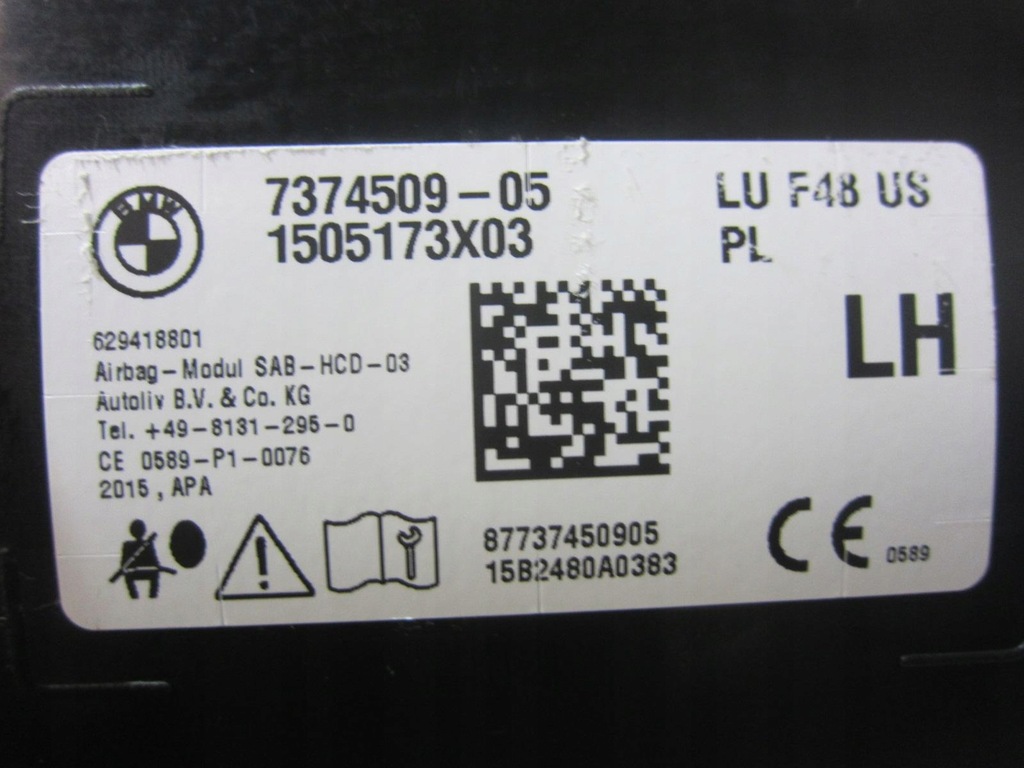 BMW
7374509-05
1505173X03
LU F48 US
PL
LH
629418801
Airbag-Modul SAB-HCD-03
Autoliv B.V. & Co. KG
Tel. +49-8131-295-0
CE 0589-P1-0076
2015, APA
87737450905
15B2480A0383
CE 0589